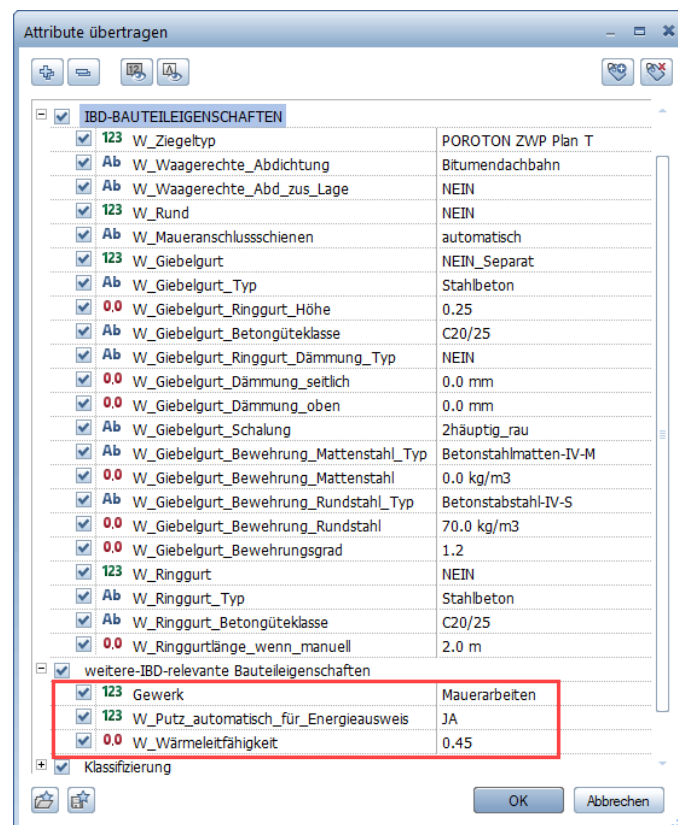 Attribute übertragen
IBD-BAUTEILEIGENSCHAFTEN
123 W_Ziegeltyp POROTON ZWP Plan T
Ab W_Waagerechte_Abdichtung Bitumendachbahn
Ab W_Waagerechte_Abd_zus_Lage NEIN
123 W_Rund NEIN
Ab W_Maueranschlussschienen automatisch
123 W_Giebelgurt NEIN_Separat
Ab W_Giebelgurt_Typ Stahlbeton
0,0 W_Giebelgurt_Ringgurt_Höhe 0.25
Ab W_Giebelgurt_Betongüteklasse C20/25
Ab W_Giebelgurt_Ringgurt_Dämmung_Typ NEIN
0,0 W_Giebelgurt_Dämmung_seitlich 0.0 mm
0,0 W_Giebelgurt_Dämmung_oben 0.0 mm
Ab W_Giebelgurt_Schalung 2häuptig_rau
Ab W_Giebelgurt_Bewehrung_Mattenstahl_Typ Betonstahlmatten-IV-M
0,0 W_Giebelgurt_Bewehrung_Mattenstahl 0.0 kg/m3
Ab W_Giebelgurt_Bewehrung_Rundstahl_Typ Betonstabstahl-IV-S
0,0 W_Giebelgurt_Bewehrung_Rundstahl 70.0 kg/m3
0,0 W_Giebelgurt_Bewehrungsgrad 1.2
123 W_Ringgurt NEIN
Ab W_Ringgurt_Typ Stahlbeton
Ab W_Ringgurt_Betongüteklasse C20/25
0,0 W_Ringgurtlänge_wenn_manuell 2.0 m
weitere-IBD-relevante Bauteileigenschaften
123 Gewerk Mauerarbeiten
123 W_Putz_automatisch_für_Energieausweis JA
0,0 W_Wärmeleitfähigkeit 0.45
Klassifizierung
OK Abbrechen